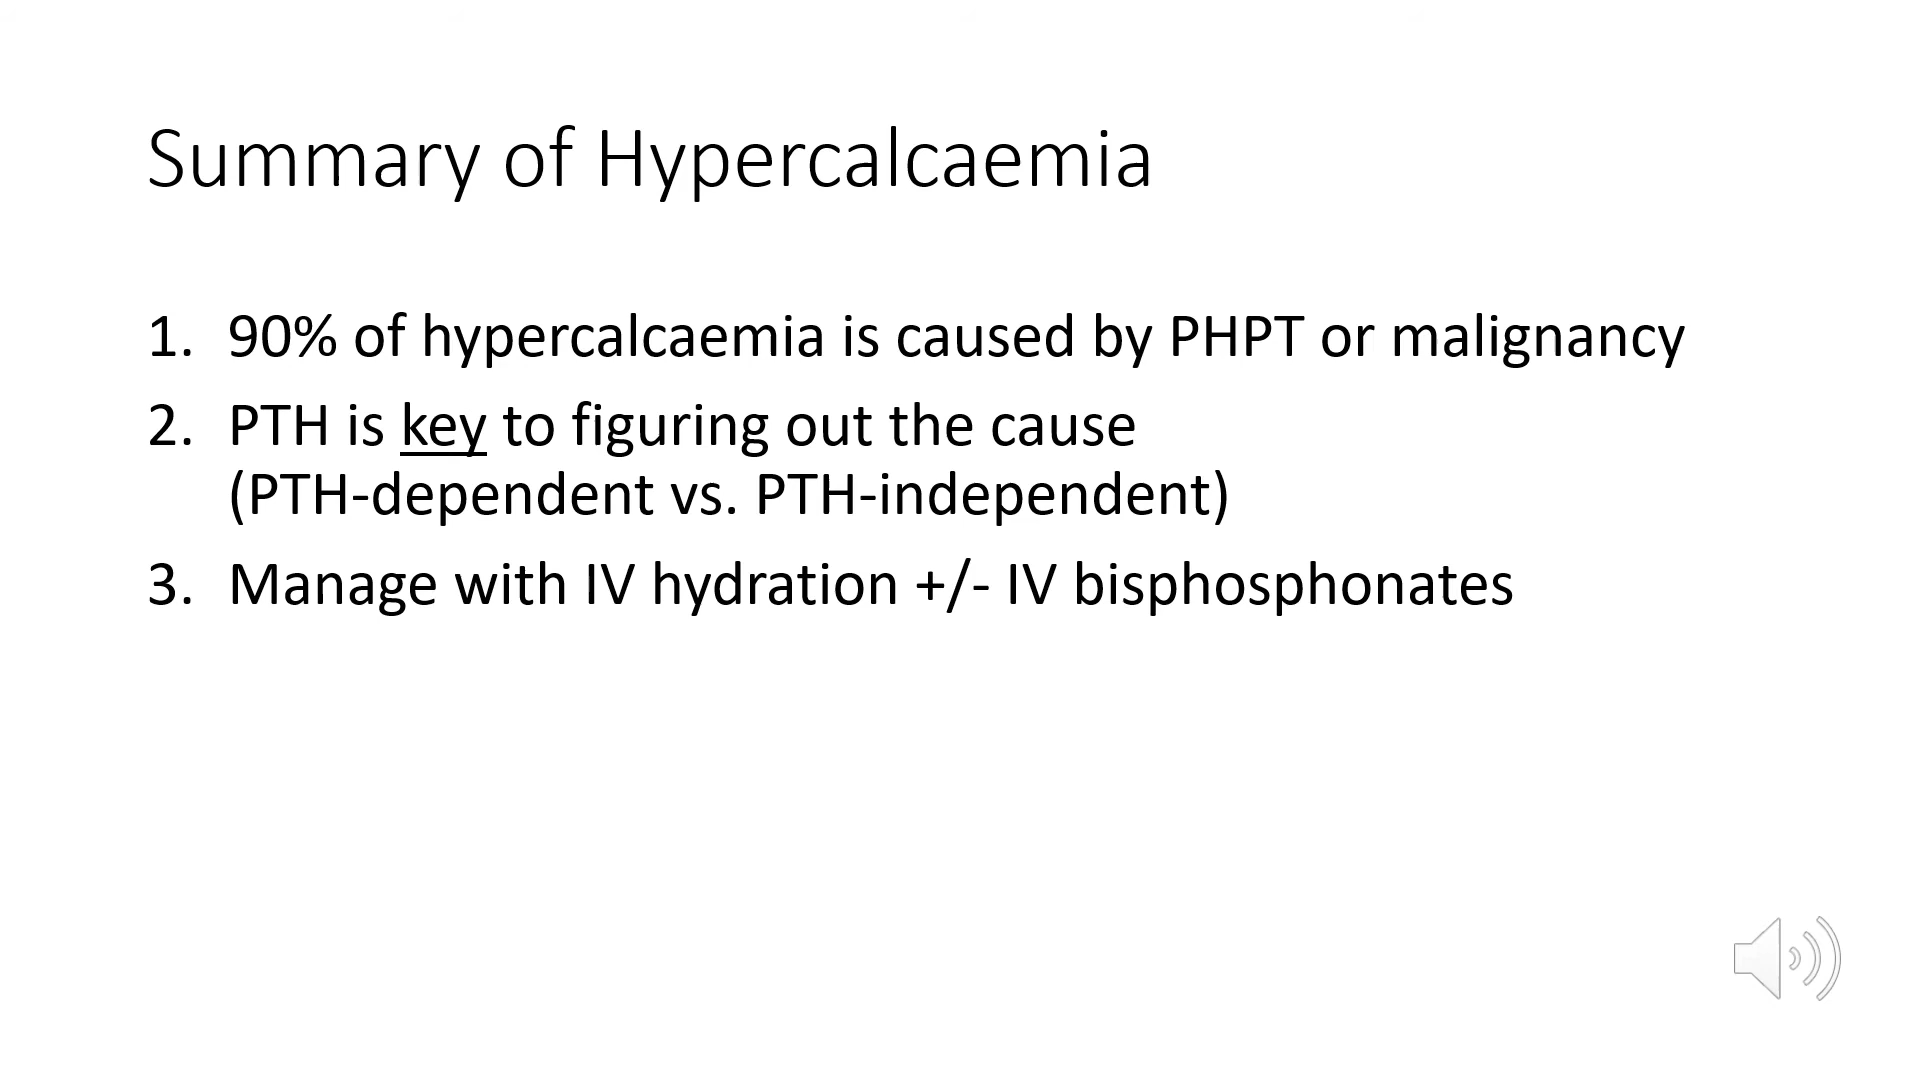 Summary of Hypercalcaemia
1. 90% of hypercalcaemia is caused by PHPT or malignancy
2. PTH is key to figuring out the cause
(PTH-dependent vs. PTH-independent)
3. Manage with IV hydration +/- IV bisphosphonates